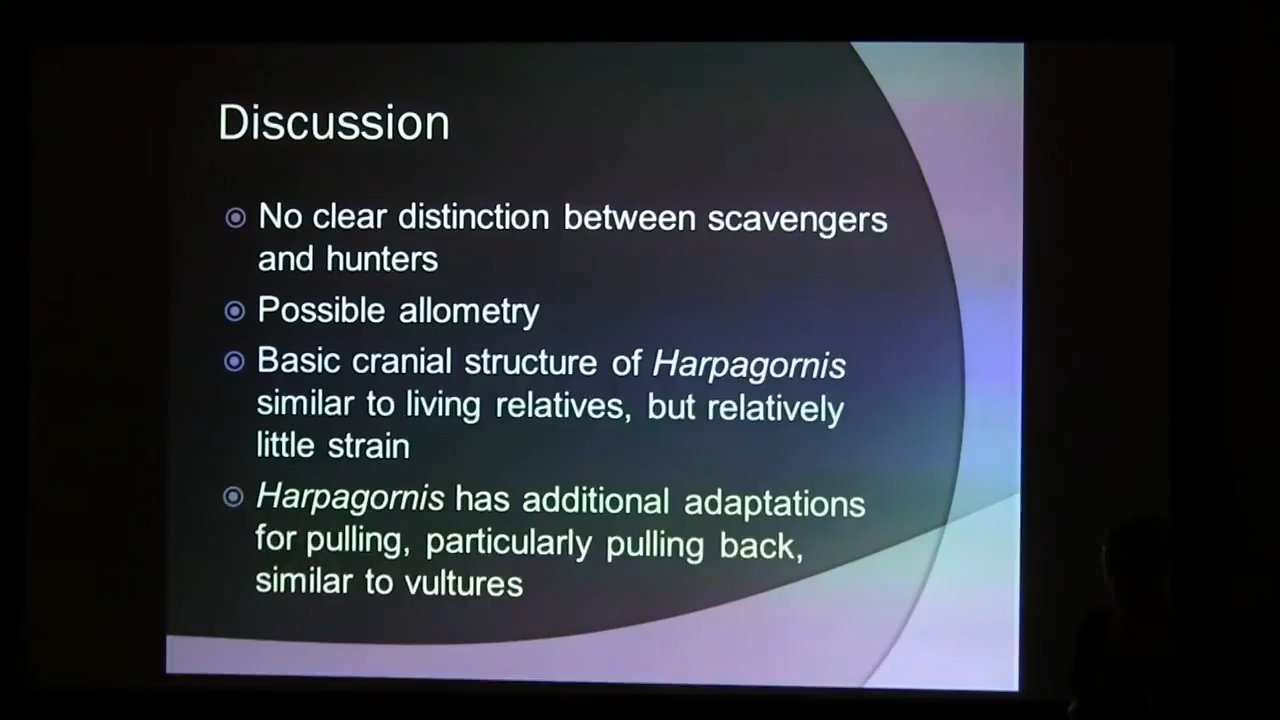 Discussion
No clear distinction between scavengers
and hunters
Possible allometry
Basic cranial structure of Harpagornis
similar to living relatives, but relatively
little strain
Harpagornis has additional adaptations
for pulling, particularly pulling back,
similar to vultures